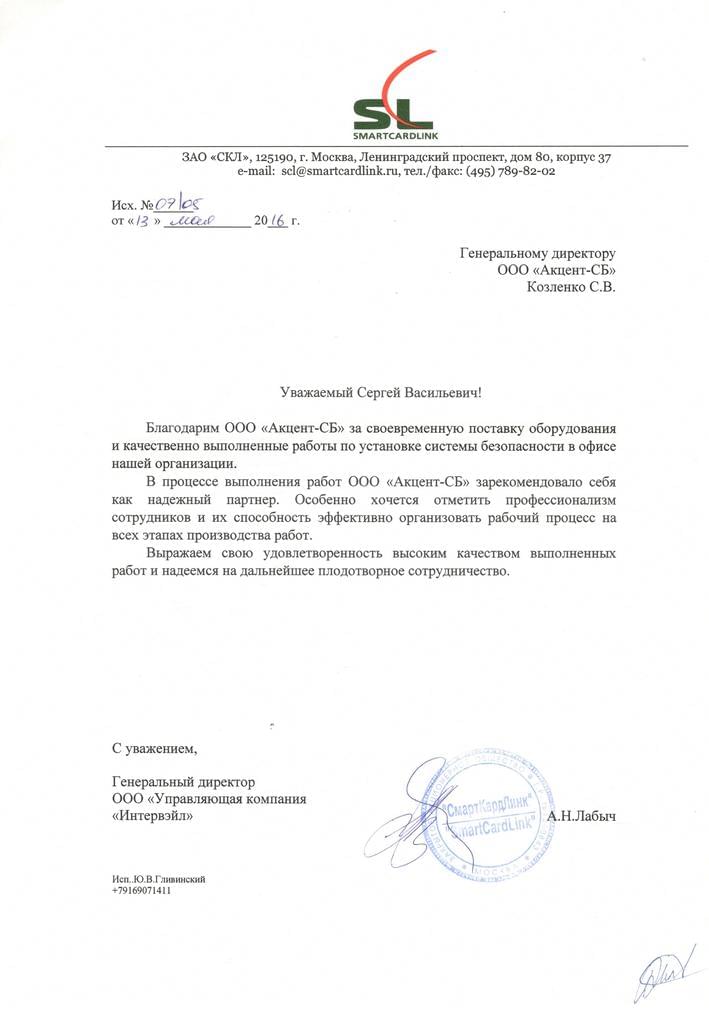 SL
SMARTCARDLINK
ЗАО «СКЛ», 125190, г. Москва, Ленинградский проспект, дом 80, корпус 37
e-mail: scl@smartcardlink.ru, тел./факс: (495) 789-82-02
Исх. № 07/05
от «13 » мая 2016 г.
Генеральному директору
ООО «Акцент-СБ»
Козленко С.В.
Уважаемый Сергей Васильевич!
Благодарим ООО «Акцент-СБ» за своевременную поставку оборудования
и качественно выполненные работы по установке системы безопасности в офисе
нашей организации.
В процессе выполнения работ ООО «Акцент-СБ» зарекомендовало себя
как надежный партнер. Особенно хочется отметить профессионализм
сотрудников и их способность эффективно организовать рабочий процесс на
всех этапах производства работ.
Выражаем свою удовлетворенность высоким качеством выполненных
работ и надеемся на дальнейшее плодотворное сотрудничество.
С уважением,
Генеральный директор
ООО «Управляющая компания
«Интервэйл»
"СмартКардЛинк"
"SmartCardLink"
МОСКВА
А.Н.Лабыч
Исп..Ю.В.Гливинский
+79169071411